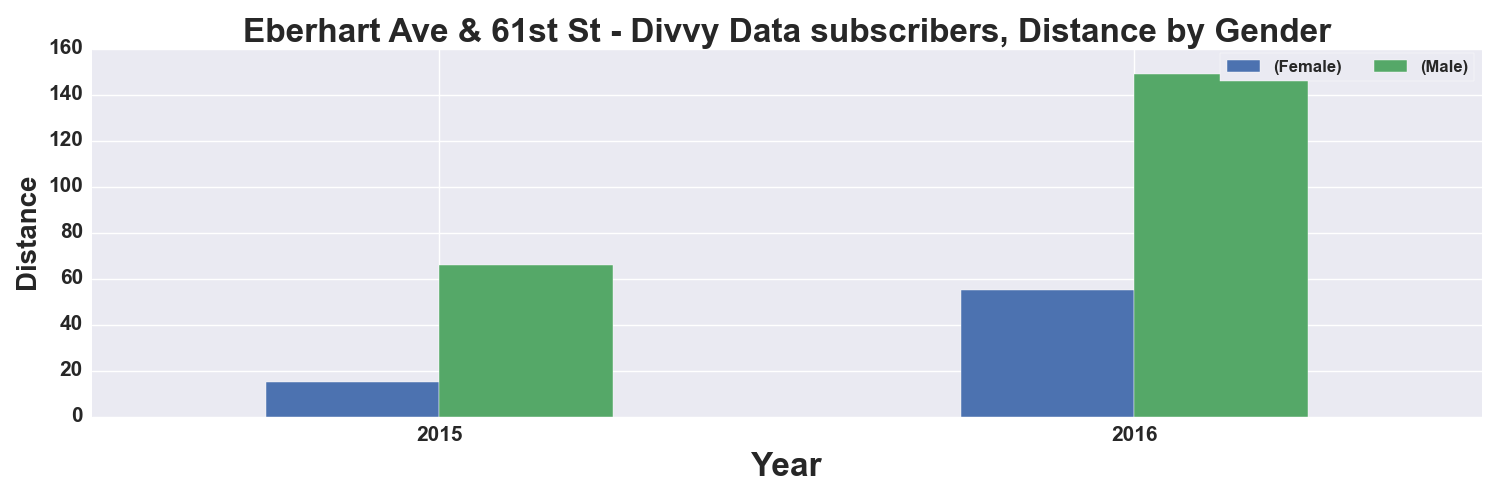 Eberhart Ave & 61st St - Divvy Data subscribers, Distance by Gender
(Female) (Male)
Distance
160
140
120
100
80
60
40
20
0
2015 2016
Year